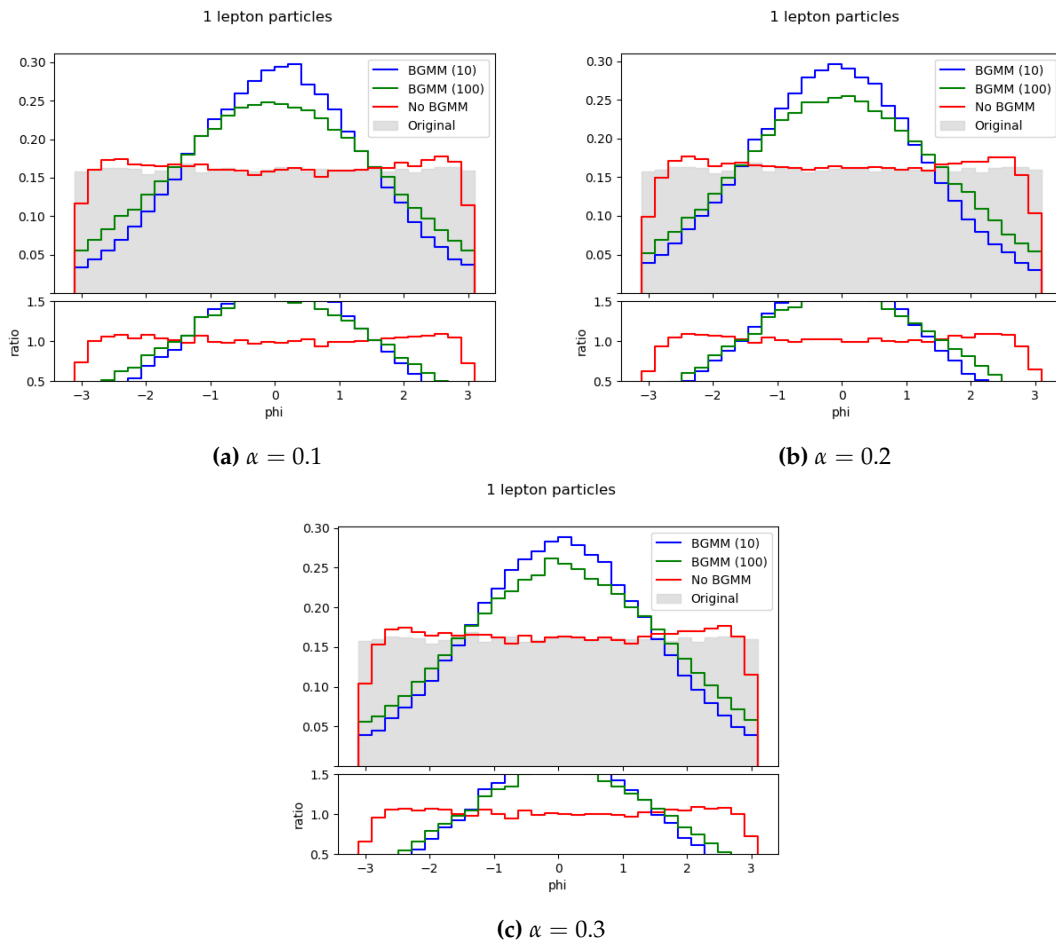 1 lepton particles
0.30
0.25
0.20
0.15
0.10
0.05
BGMM (10)
BGMM (100)
No BGMM
Original
1.5
1.0
0.5
ratio
−3 −2 −1 0 1 2 3
phi
(a) α = 0.1
1 lepton particles
0.30
0.25
0.20
0.15
0.10
0.05
BGMM (10)
BGMM (100)
No BGMM
Original
1.5
1.0
0.5
ratio
−3 −2 −1 0 1 2 3
phi
(b) α = 0.2
1 lepton particles
0.30
0.25
0.20
0.15
0.10
0.05
BGMM (10)
BGMM (100)
No BGMM
Original
1.5
1.0
0.5
ratio
−3 −2 −1 0 1 2 3
phi
(c) α = 0.3